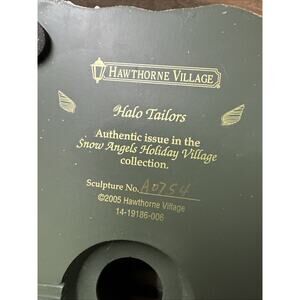 HAWTHORNE VILLAGE
Halo Tailors
Authentic issue in the
Snow Angels Holiday Village
collection.
Sculpture No. A0754
©2005 Hawthorne Village
14-19186-006